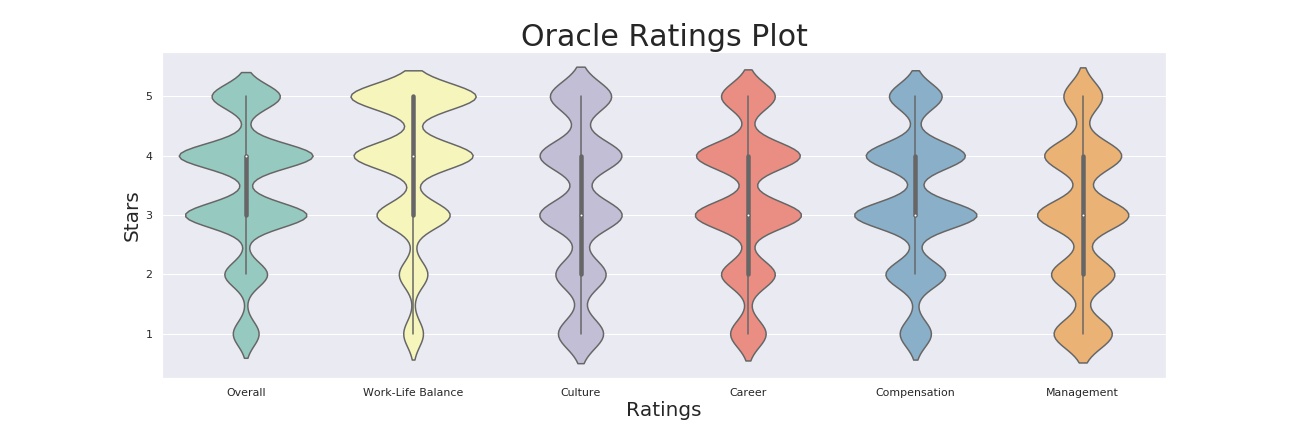 Oracle Ratings Plot
Stars
5
4
3
2
1
Overall Work-Life Balance Culture Career Compensation Management
Ratings